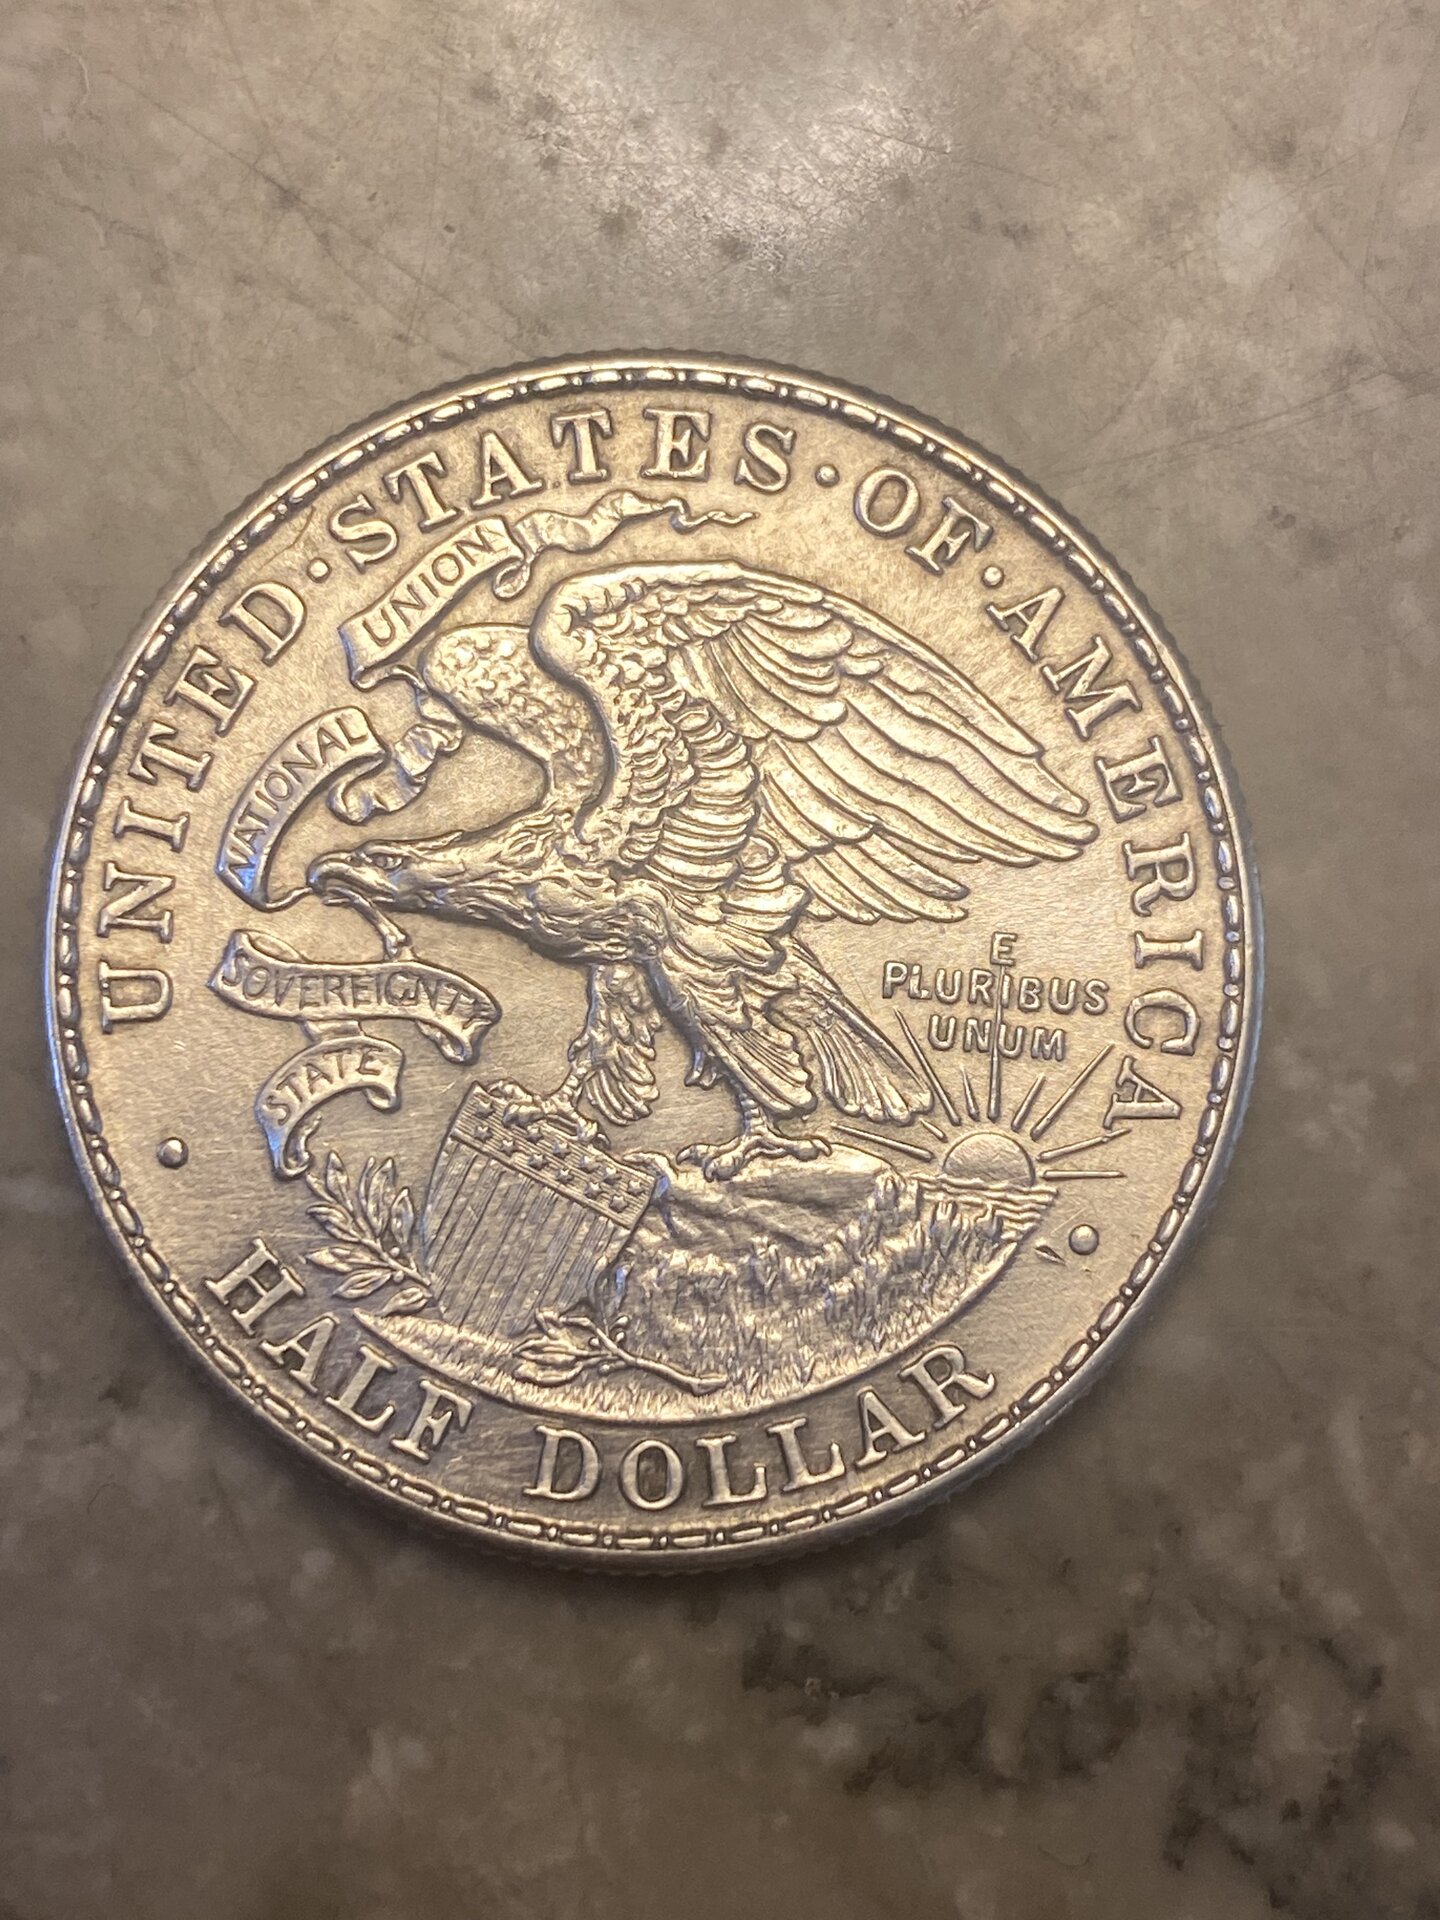 UNITED · STATES · OF · AMERICA
UNION
NATIONAL
SOVEREIGNTY
STATE
E
PLURIBUS
UNUM
HALF DOLLAR